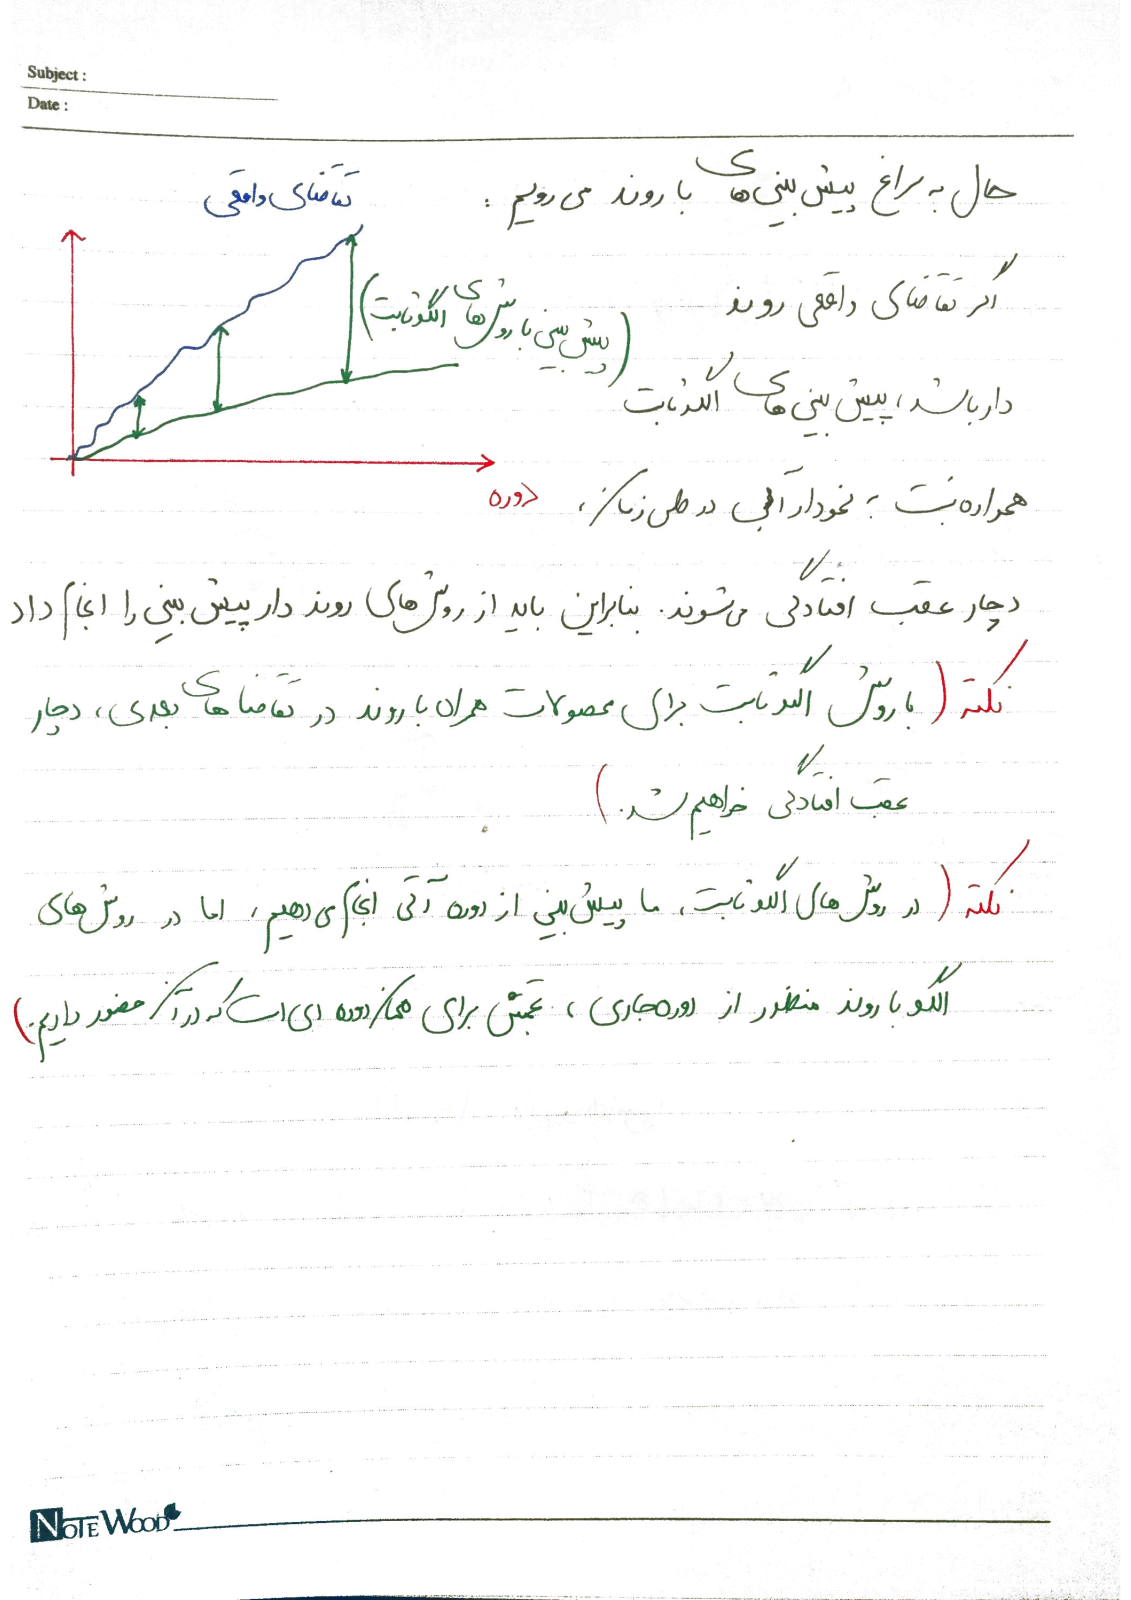 Subject :
Date :
حال به سراغ پیش بینی های با روند می رویم :
تقاضای واقعی
اگر تقاضای واقعی روند
(پیش بینی با روش های الگو ثابت)
دار باشد، پیش بینی های الگو ثابت
همواره نسبت به نمودار آبی در طی زمان،
دوره
دچار عقب افتادگی می شوند. بنابراین باید از روش های روند دار پیش بینی را انجام داد
نکته ( با روش الگو ثابت برای محصولات همراه با روند در تقاضا های بعدی، دچار
عقب افتادگی خواهیم شد. )
نکته ( در روش های الگو ثابت، ما پیش بینی از دوره آتی انجام می دهیم، اما در روش های
الگو با روند منظور از دوره جاری، تخمین برای همان دوره ای است که در آن حضور داریم. )
NOTE WOOD